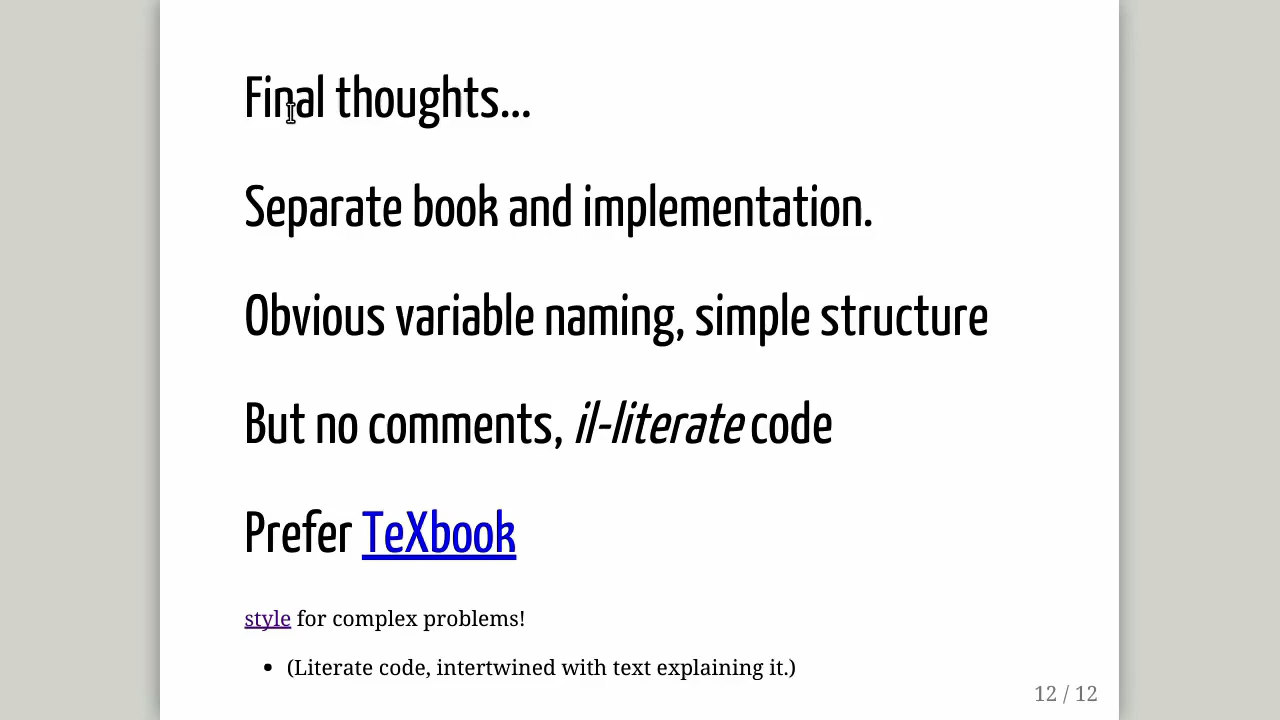 Final thoughts...
Separate book and implementation.
Obvious variable naming, simple structure
But no comments, il-literate code
Prefer TeXbook
style for complex problems!
• (Literate code, intertwined with text explaining it.)
12 / 12